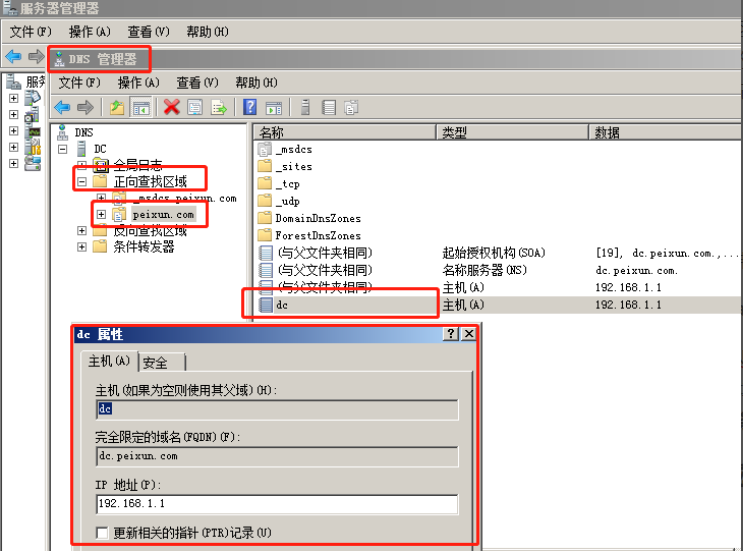 服务器管理器
文件(F) 操作(A) 查看(V) 帮助(H)
服务
DNS 管理器
文件(F) 操作(A) 查看(V) 帮助(H)
DNS
DC
全局日志
正向查找区域
_msdcs.peixun.com
peixun.com
反向查找区域
条件转发器
名称 类型 数据
_msdcs
_sites
_tcp
_udp
DomainDnsZones
ForestDnsZones
(与父文件夹相同) 起始授权机构(SOA) [19], dc.peixun.com.,...
(与父文件夹相同) 名称服务器(NS) dc.peixun.com.
(与父文件夹相同) 主机(A) 192.168.1.1
dc 主机(A) 192.168.1.1
dc 属性
主机(A) 安全
主机(如果为空则使用其父域)(H):
dc
完全限定的域名(FQDN)(F):
dc.peixun.com
IP 地址(P):
192.168.1.1
更新相关的指针(PTR)记录(U)